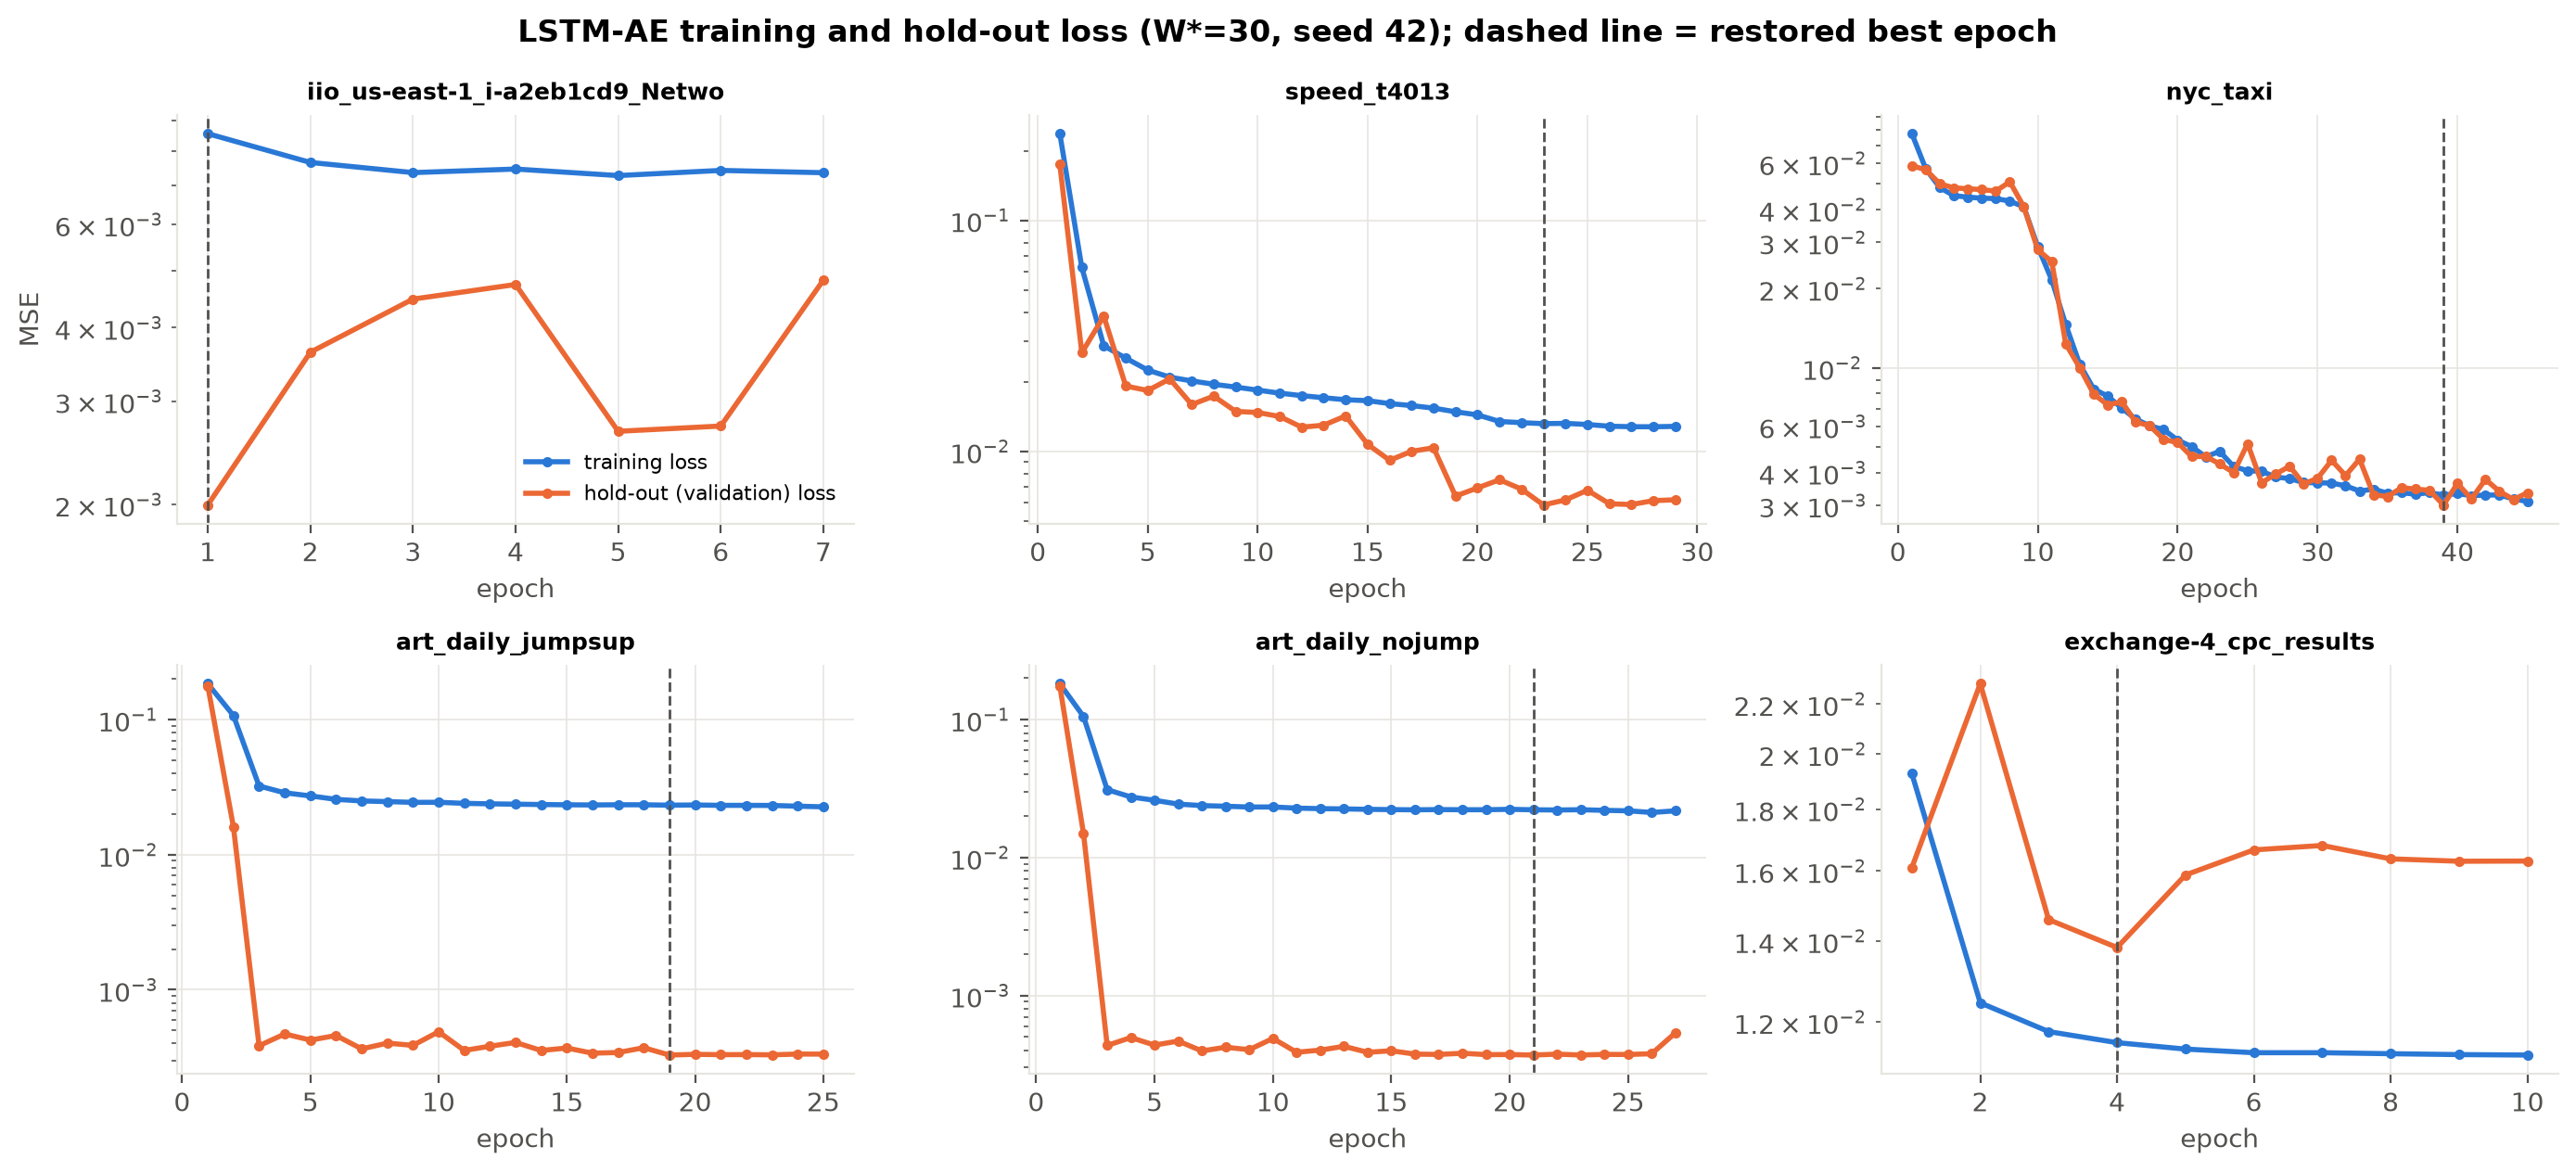 LSTM-AE training and hold-out loss (W*=30, seed 42); dashed line = restored best epoch
iio_us-east-1_i-a2eb1cd9_Netwo
MSE
6 × 10⁻³
4 × 10⁻³
3 × 10⁻³
2 × 10⁻³
training loss
hold-out (validation) loss
1 2 3 4 5 6 7
epoch
speed_t4013
10⁻¹
10⁻²
0 5 10 15 20 25 30
epoch
nyc_taxi
6 × 10⁻²
4 × 10⁻²
3 × 10⁻²
2 × 10⁻²
10⁻²
6 × 10⁻³
4 × 10⁻³
3 × 10⁻³
0 10 20 30 40
epoch
art_daily_jumpsup
10⁻¹
10⁻²
10⁻³
0 5 10 15 20 25
epoch
art_daily_nojump
10⁻¹
10⁻²
10⁻³
0 5 10 15 20 25
epoch
exchange-4_cpc_results
2.2 × 10⁻²
2 × 10⁻²
1.8 × 10⁻²
1.6 × 10⁻²
1.4 × 10⁻²
1.2 × 10⁻²
2 4 6 8 10
epoch